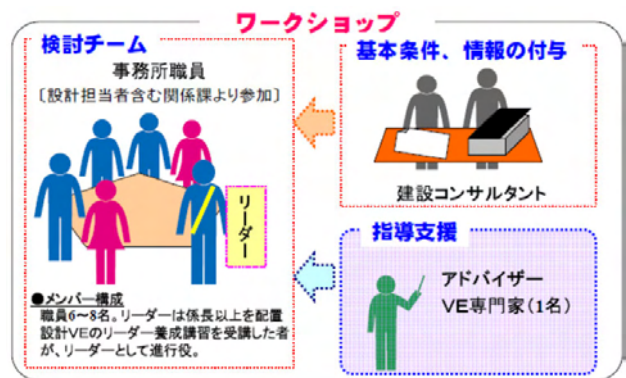 ワークショップ
検討チーム
事務所職員
〔設計担当者含む関係課より参加〕
リーダー
●メンバー構成
職員6～8名。リーダーは係長以上を配置
設計VEのリーダー養成講習を受講した者
が、リーダーとして進行役。
基本条件、情報の付与
建設コンサルタント
指導支援
アドバイザー
VE専門家(1名)